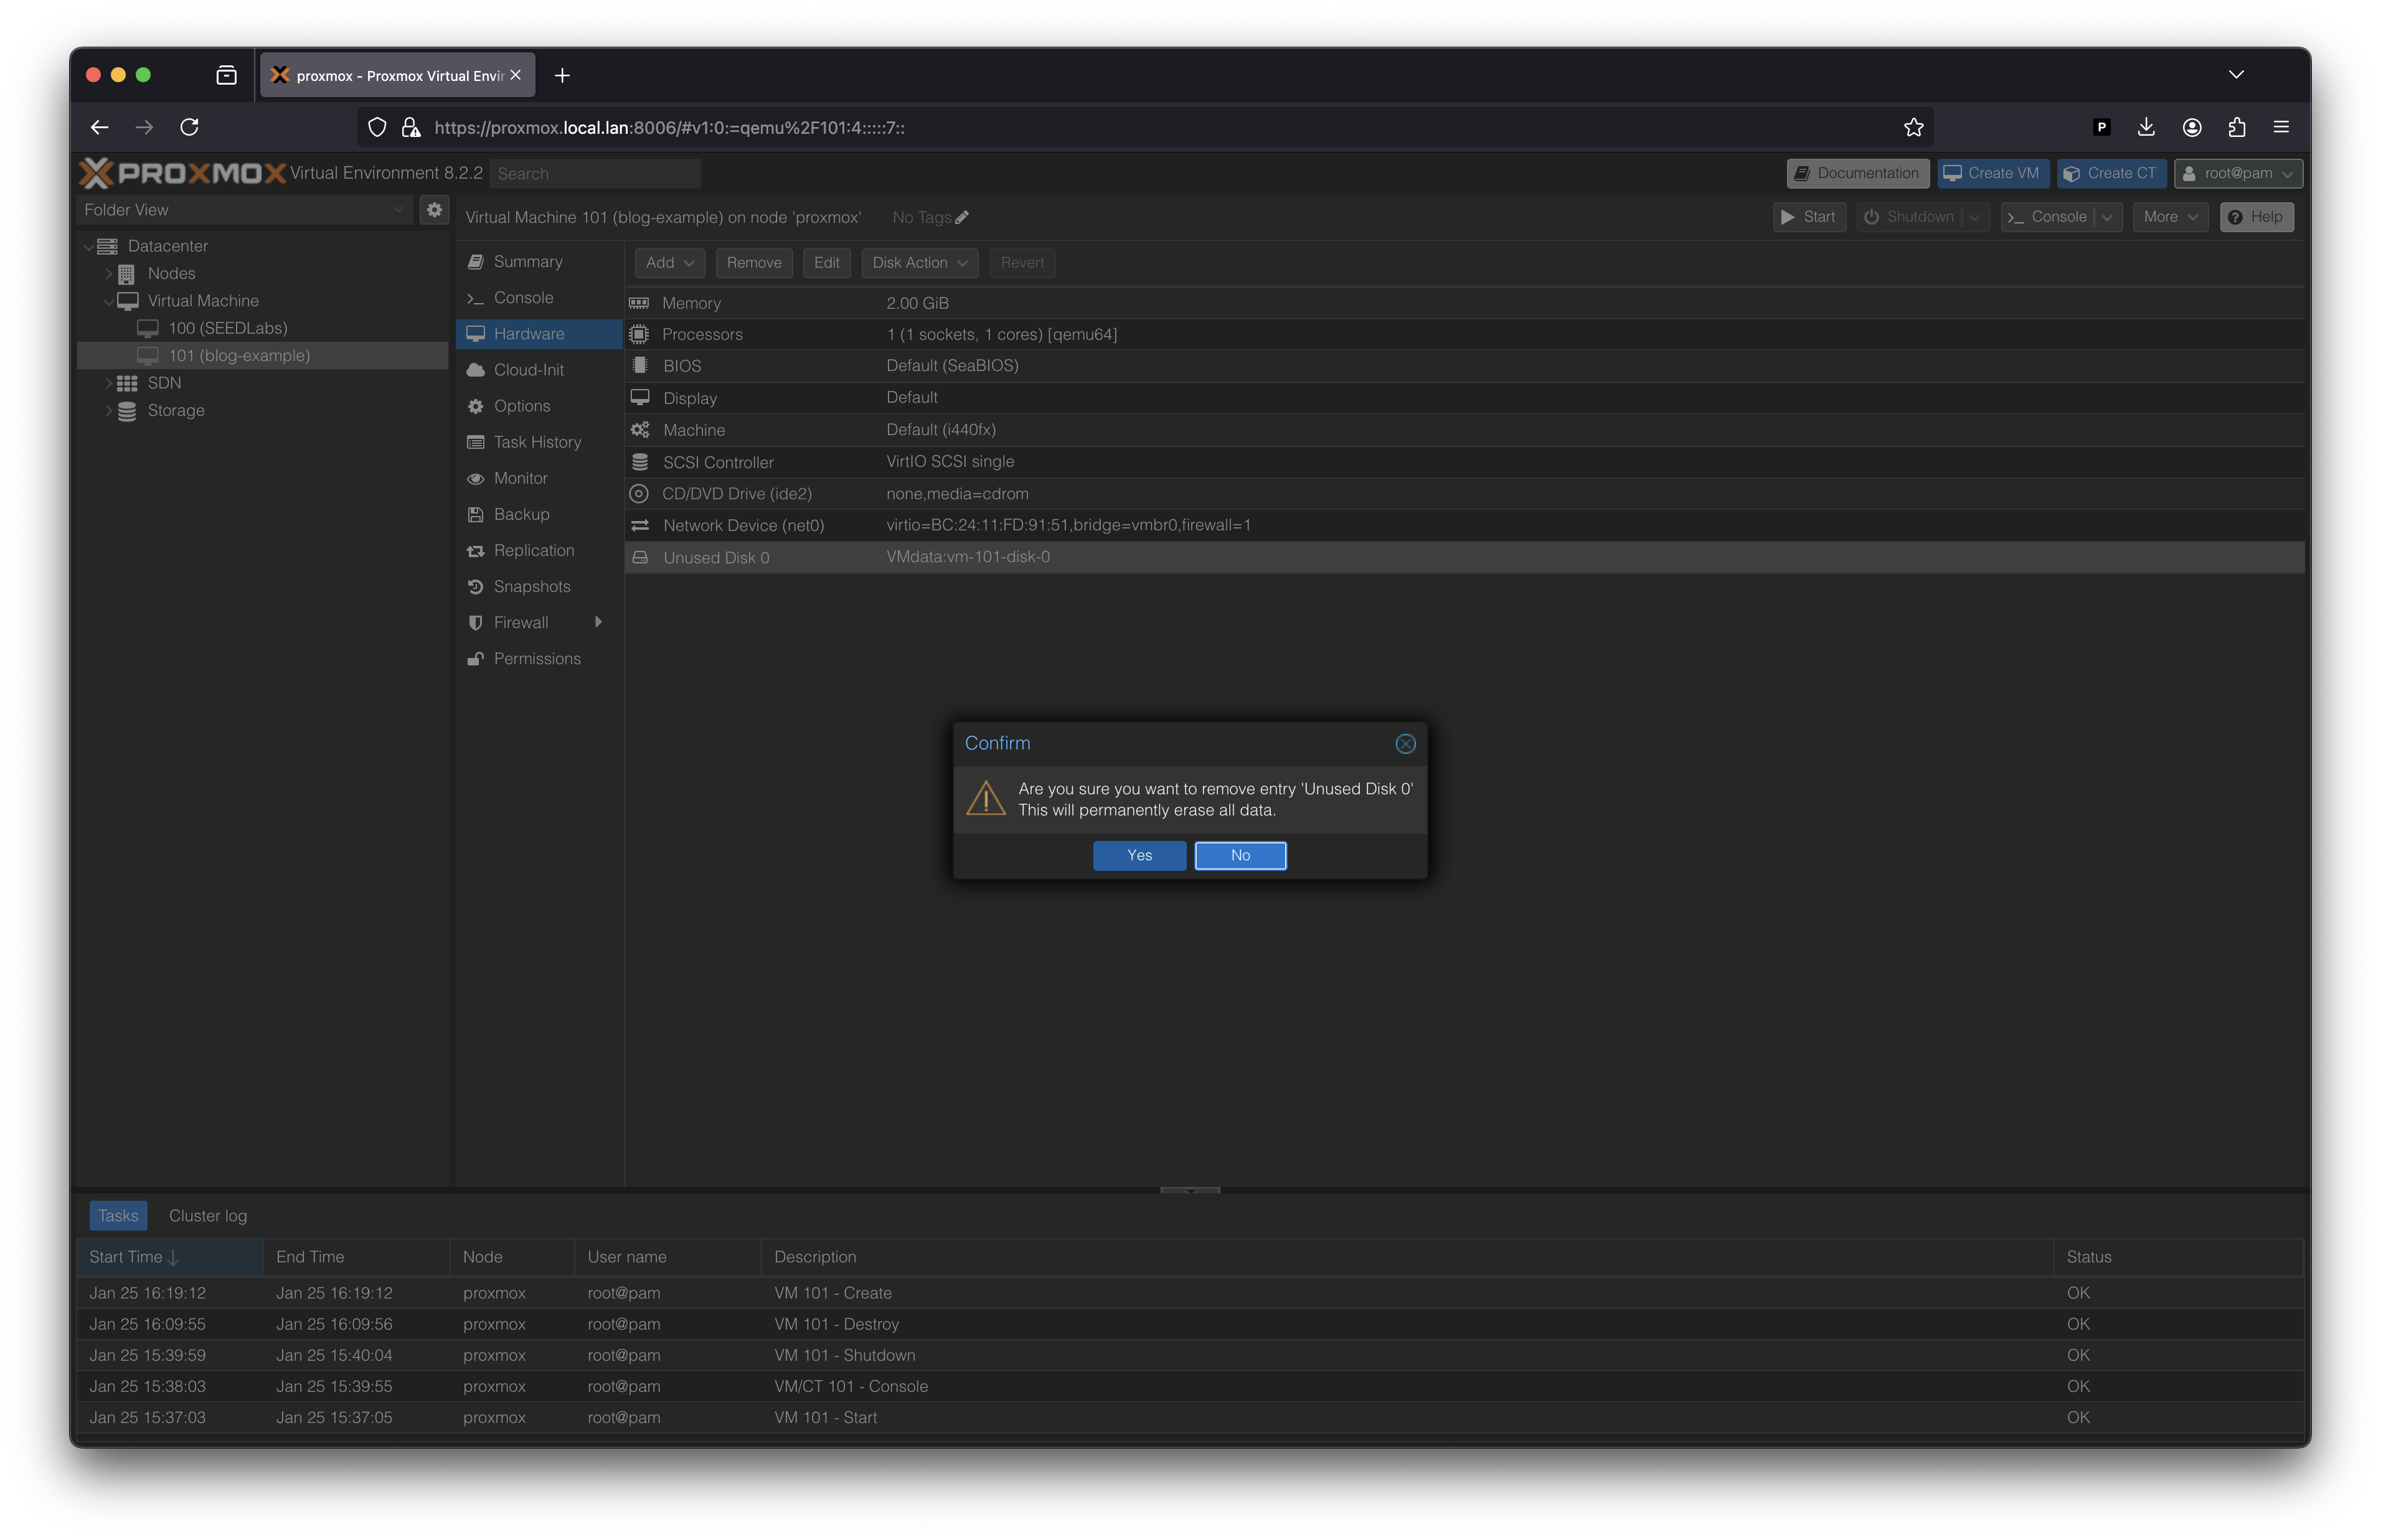 proxmox - Proxmox Virtual Envir
https://proxmox.local.lan:8006/#v1:0:=qemu%2F101:4:::::7::
P
PROXMOX Virtual Environment 8.2.2 Search Documentation Create VM Create CT root@pam
Folder View
Virtual Machine 101 (blog-example) on node 'proxmox' No Tags Start Shutdown Console More Help
Datacenter
Nodes
Virtual Machine
100 (SEEDLabs)
101 (blog-example)
SDN
Storage
Summary
Console
Hardware
Cloud-Init
Options
Task History
Monitor
Backup
Replication
Snapshots
Firewall
Permissions
Add Remove Edit Disk Action Revert
Memory 2.00 GiB
Processors 1 (1 sockets, 1 cores) [qemu64]
BIOS Default (SeaBIOS)
Display Default
Machine Default (i440fx)
SCSI Controller VirtIO SCSI single
CD/DVD Drive (ide2) none,media=cdrom
Network Device (net0) virtio=BC:24:11:FD:91:51,bridge=vmbr0,firewall=1
Unused Disk 0 VMdata:vm-101-disk-0
Confirm
Are you sure you want to remove entry 'Unused Disk 0'
This will permanently erase all data.
Yes No
Tasks Cluster log
Start Time End Time Node User name Description Status
Jan 25 16:19:12 Jan 25 16:19:12 proxmox root@pam VM 101 - Create OK
Jan 25 16:09:55 Jan 25 16:09:56 proxmox root@pam VM 101 - Destroy OK
Jan 25 15:39:59 Jan 25 15:40:04 proxmox root@pam VM 101 - Shutdown OK
Jan 25 15:38:03 Jan 25 15:39:55 proxmox root@pam VM/CT 101 - Console OK
Jan 25 15:37:03 Jan 25 15:37:05 proxmox root@pam VM 101 - Start OK